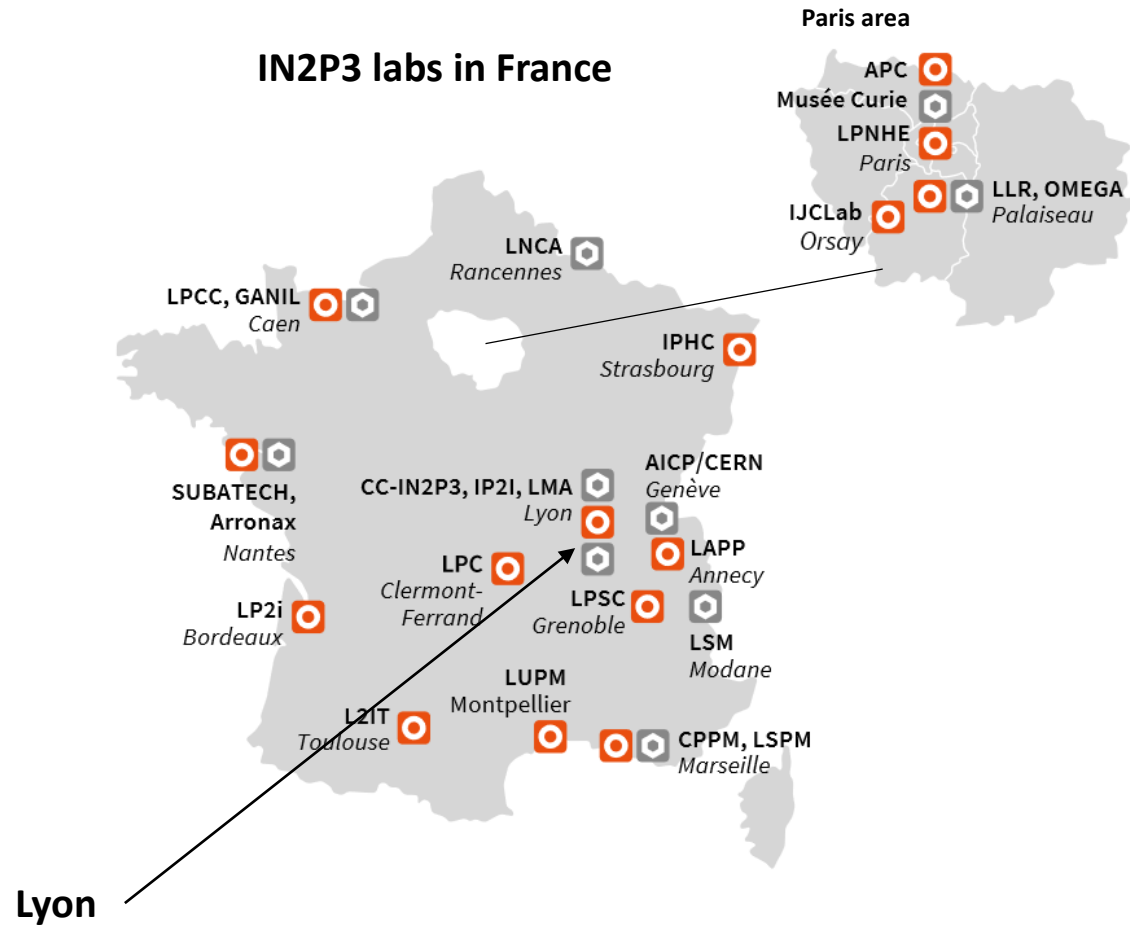 Paris area
IN2P3 labs in France
APC
Musée Curie
LPNHE
Paris
LLR, OMEGA
Palaiseau
IJCLab
Orsay
LNCA
Rancennes
LPCC, GANIL
Caen
IPHC
Strasbourg
SUBATECH,
Arronax
Nantes
CC-IN2P3, IP2I, LMA
Lyon
AICP/CERN
Genève
LAPP
Annecy
LPC
Clermont-
Ferrand
LPSC
Grenoble
LSM
Modane
LP2i
Bordeaux
LUPM
Montpellier
L2IT
Toulouse
CPPM, LSPM
Marseille
Lyon